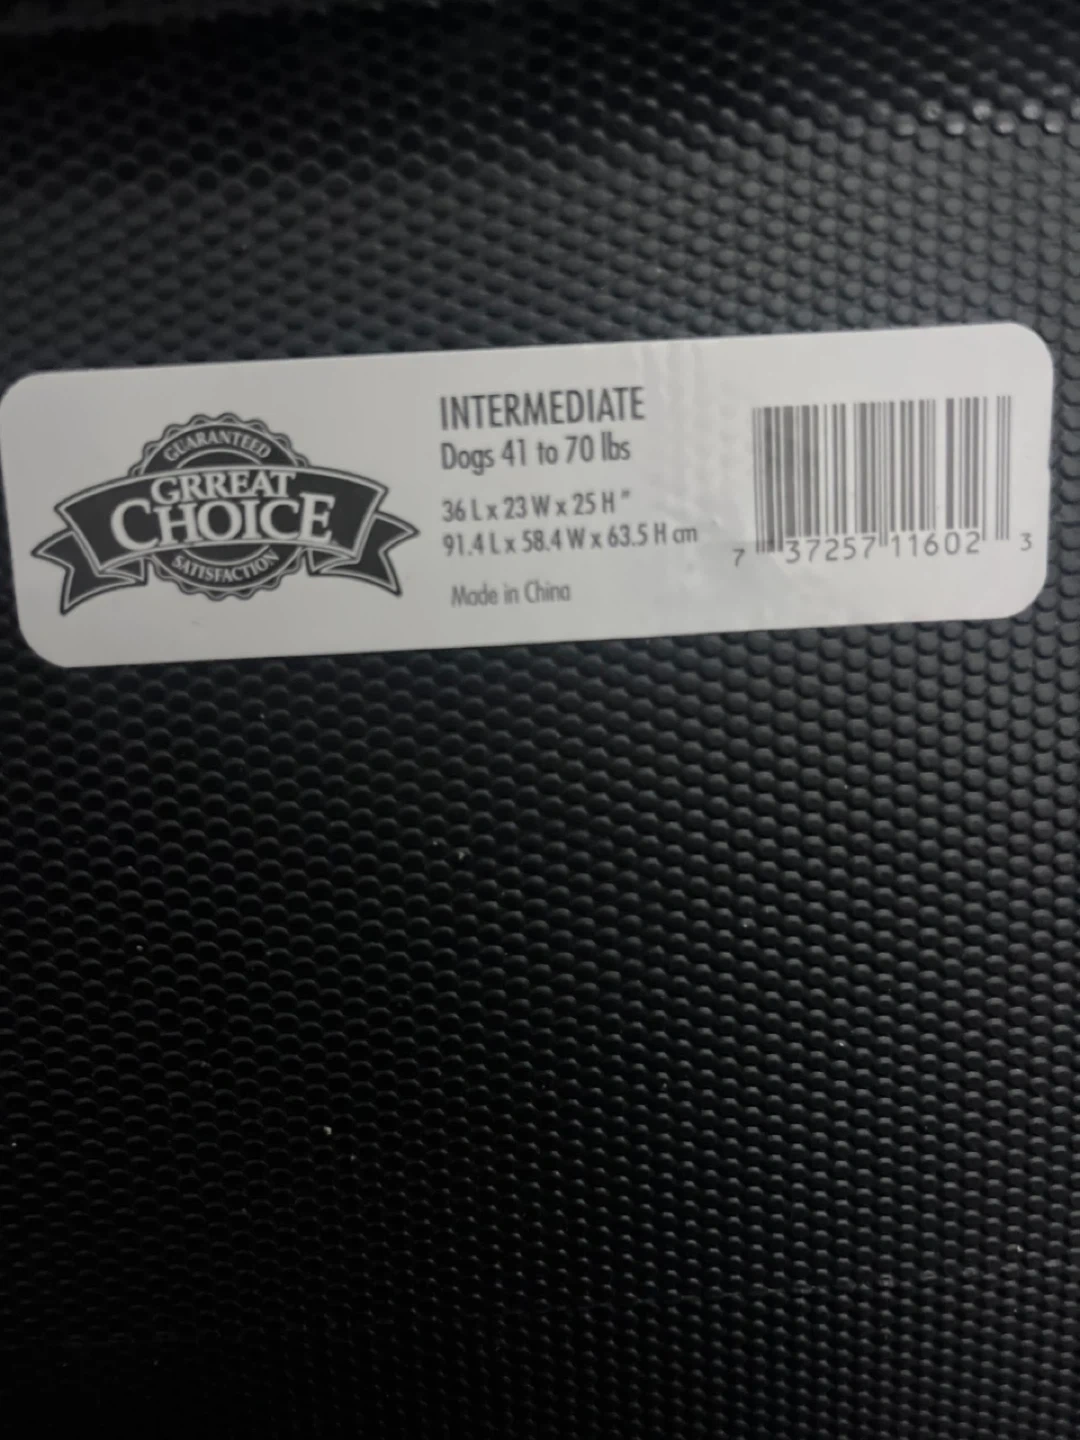 GUARANTEED
GRREAT
CHOICE
SATISFACTION
INTERMEDIATE
Dogs 41 to 70 lbs
36 L x 23 W x 25 H "
91.4 L x 58.4 W x 63.5 H cm
Made in China
7 37257 11602 3